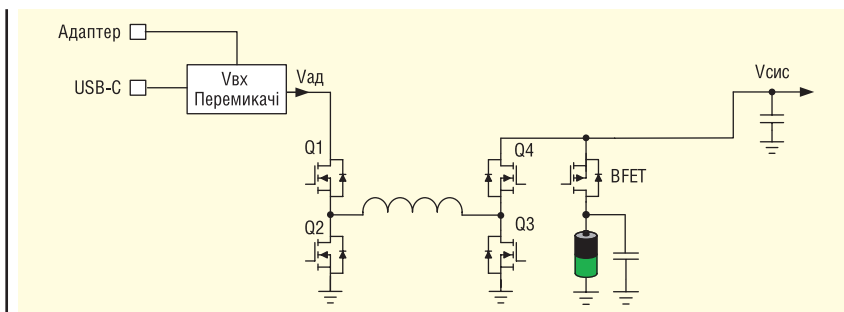 Адаптер
USB-C
Vвх
Перемикачі
Vад
Vсис
Q1
Q4
BFET
Q2
Q3